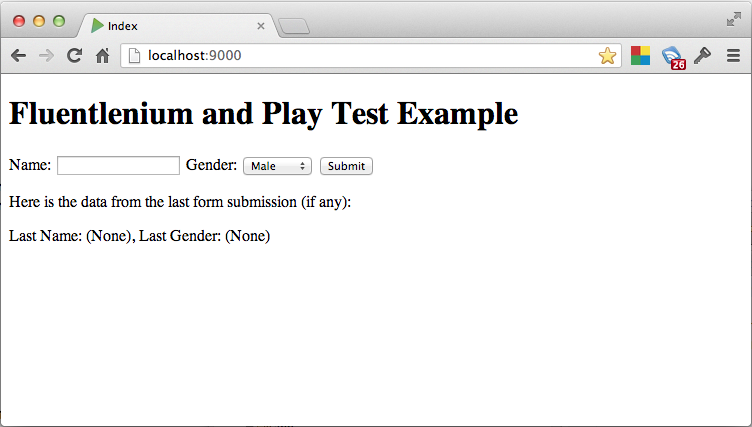 Index
localhost:9000
26
Fluentlenium and Play Test Example
Name: Gender: Male Submit
Here is the data from the last form submission (if any):
Last Name: (None), Last Gender: (None)